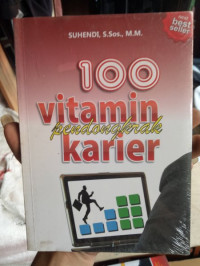 SUHENDI, S.Sos., M.M.
best
seller
100
vitamin
pendongkrak
karier